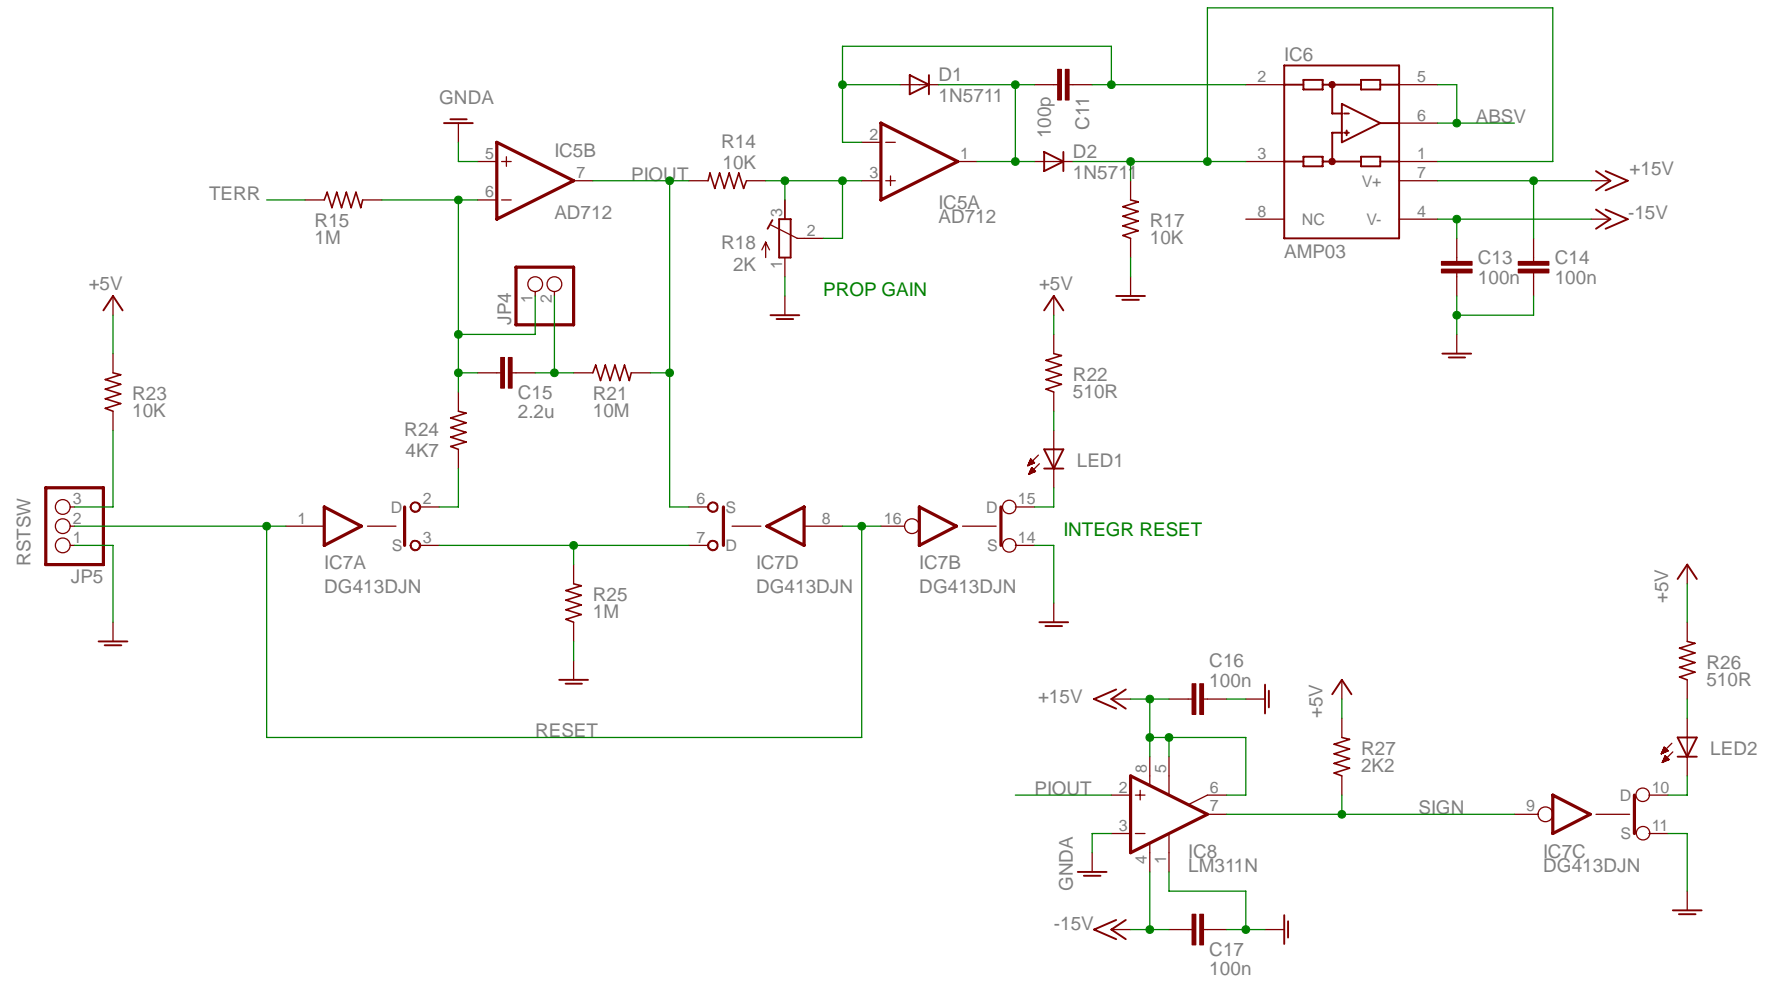 IC6
2
5
6
ABSV
3
1
7
+15V
V+
8
NC
V-
4
-15V
AMP03
C13
100n
C14
100n
D1
1N5711
100p
C11
2
3
1
IC5A
AD712
D2
1N5711
R17
10K
GNDA
5
6
7
IC5B
AD712
TERR
R15
1M
PIOUT
R14
10K
3
2
1
R18
2K
PROP GAIN
+5V
R23
10K
JP4
1
2
C15
2.2u
R21
10M
R24
4K7
+5V
R22
510R
LED1
RSTSW
3
2
1
JP5
1
D
2
S
3
IC7A
DG413DJN
R25
1M
6
S
7
D
8
IC7D
DG413DJN
16
D
15
S
14
IC7B
DG413DJN
INTEGR RESET
RESET
+15V
C16
100n
+5V
R27
2K2
PIOUT
2
3
8
5
6
7
4
1
GNDA
IC8
LM311N
-15V
C17
100n
SIGN
9
D
10
S
11
IC7C
DG413DJN
+5V
R26
510R
LED2